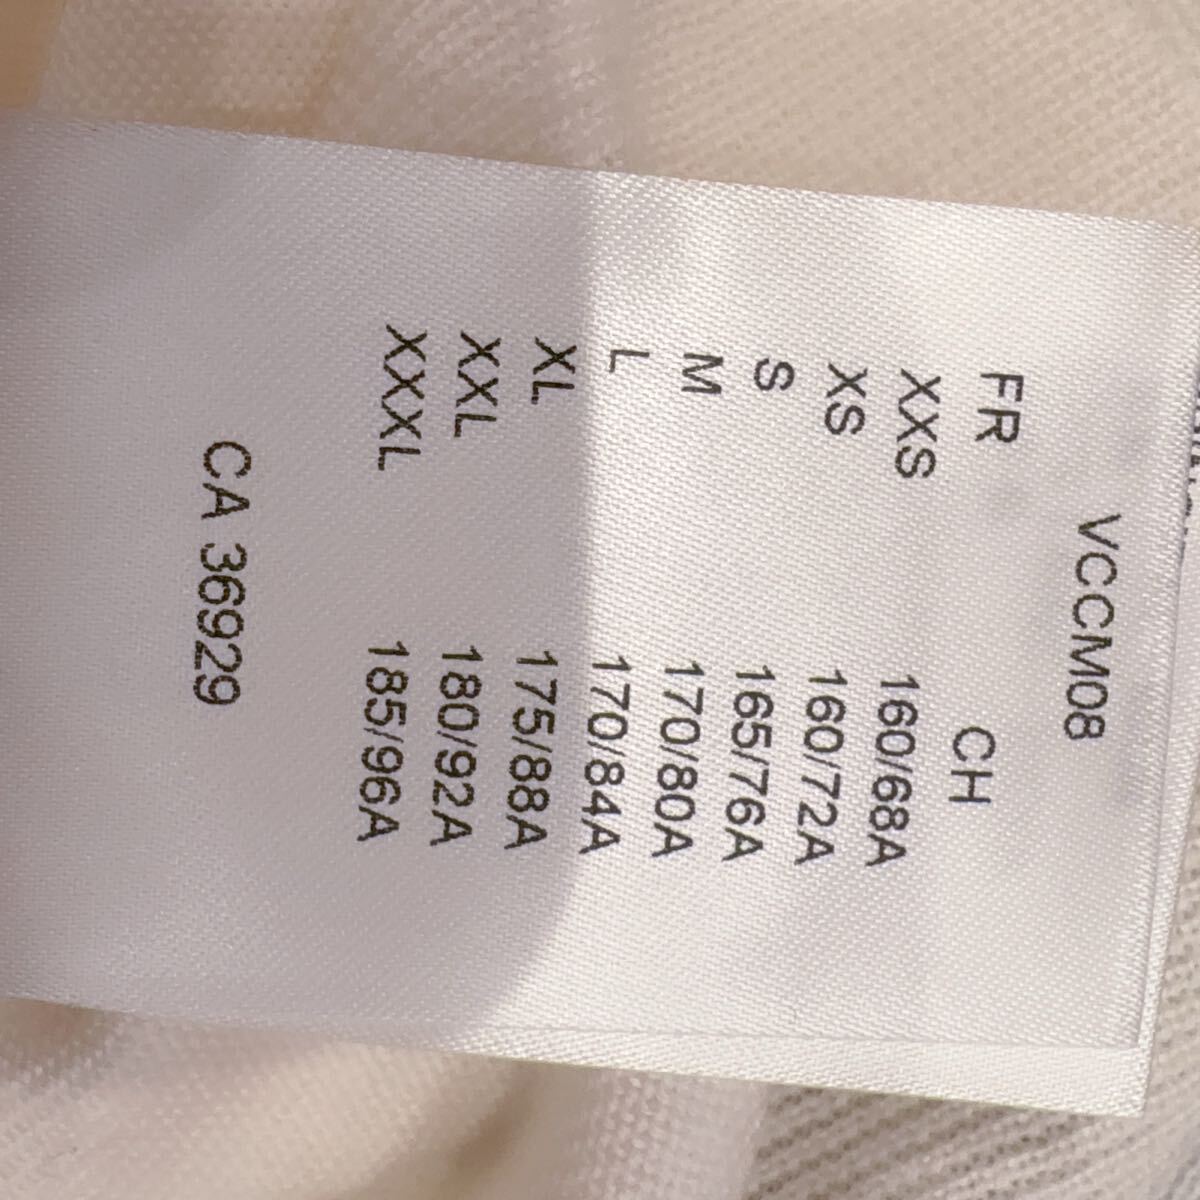 VCCM08
FR CH
XXS 160/68A
XS 160/72A
S 165/76A
M 170/80A
L 170/84A
XL 175/88A
XXL 180/92A
XXXL 185/96A
CA 36929